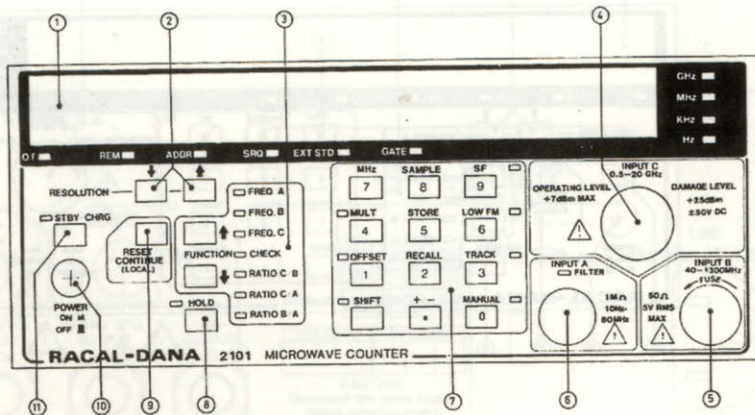 1 2 3 4
GHz
MHz
KHz
Hz
REM ADDR SRQ EXT STD GATE
RESOLUTION
STBY CHRG
RESET
CONTINUE
(LOCAL)
POWER
ON
OFF
FUNCTION
HOLD
FREQ. A
FREQ. B
FREQ. C
CHECK
RATIO C B
RATIO C/A
RATIO B/A
MHz SAMPLE SF
7 8 9
MULT STORE LOW FM
4 5 6
OFFSET RECALL TRACK
1 2 3
SHIFT + - MANUAL
. 0
INPUT C
0.5-20 GHz
OPERATING LEVEL
+7dBm MAX
DAMAGE LEVEL
+25dBm
±50V DC
INPUT A
FILTER
1MΩ
10Hz-
80MHz
INPUT B
40-1300MHz
FUSE
50Ω
5V RMS
MAX
RACAL-DANA 2101 MICROWAVE COUNTER
11 10 9 8 7 6 5